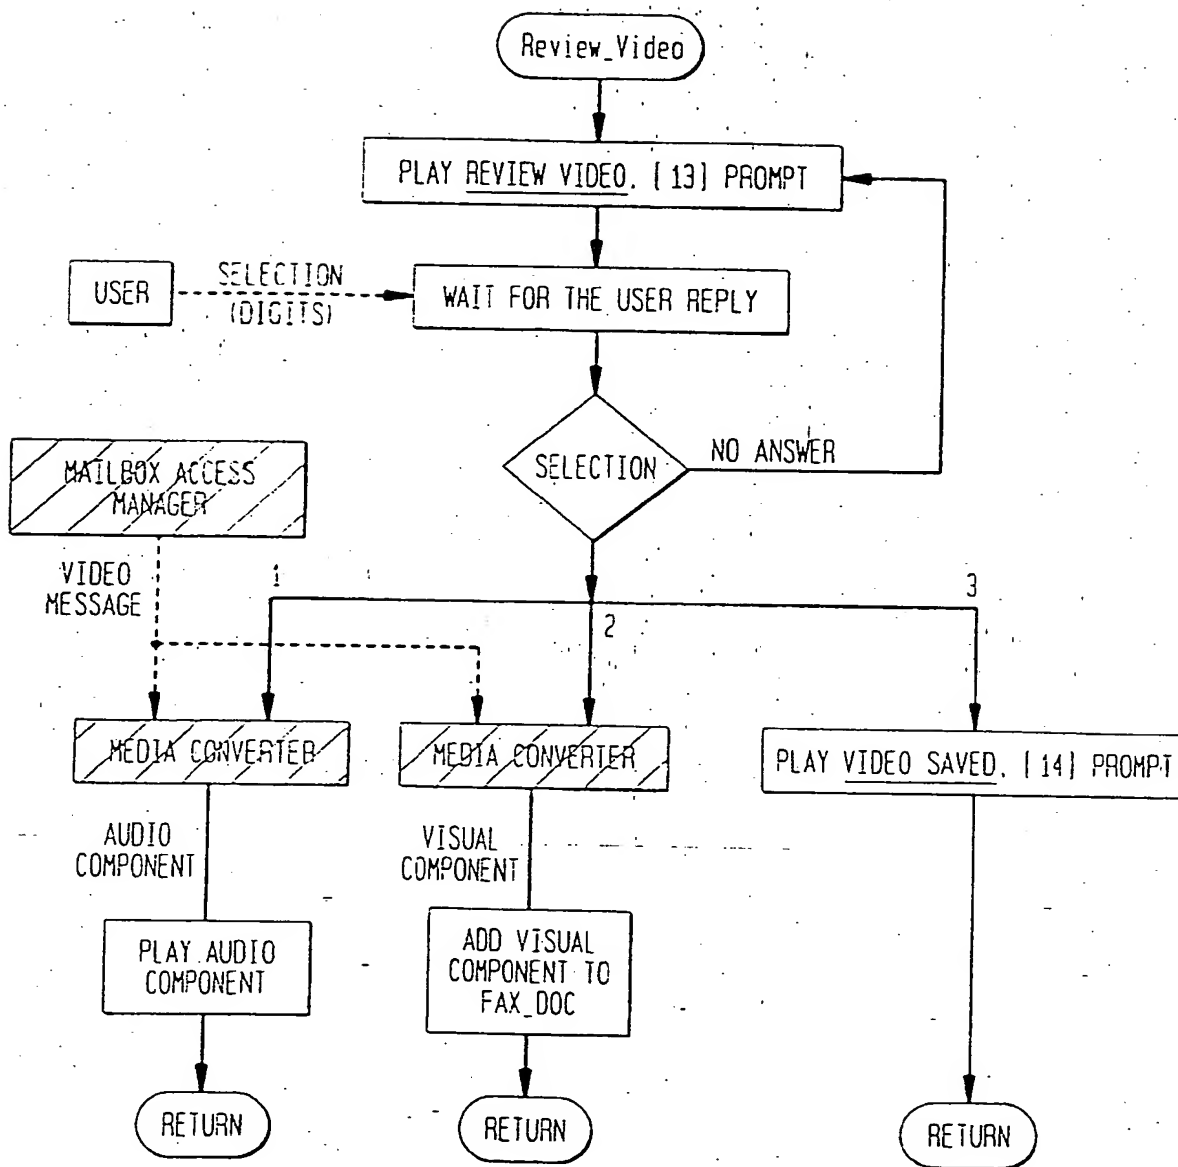 Review_Video
PLAY REVIEW VIDEO. [13] PROMPT
USER
SELECTION
(DIGITS)
WAIT FOR THE USER REPLY
SELECTION
NO ANSWER
MAILBOX ACCESS
MANAGER
VIDEO
MESSAGE
1
2
3
MEDIA CONVERTER
MEDIA CONVERTER
PLAY VIDEO SAVED. [14] PROMPT
AUDIO
COMPONENT
VISUAL
COMPONENT
PLAY AUDIO
COMPONENT
ADD VISUAL
COMPONENT TO
FAX_DOC
RETURN
RETURN
RETURN